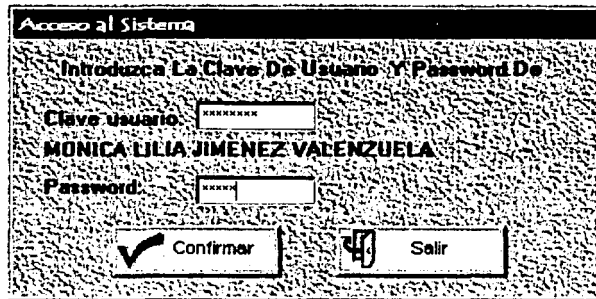 Acceso al Sistema
Introduzca La Clave De Usuario Y Password De
Clave usuario: ********
MONICA LILIA JIMENEZ VALENZUELA
Password: *****
Confirmar Salir